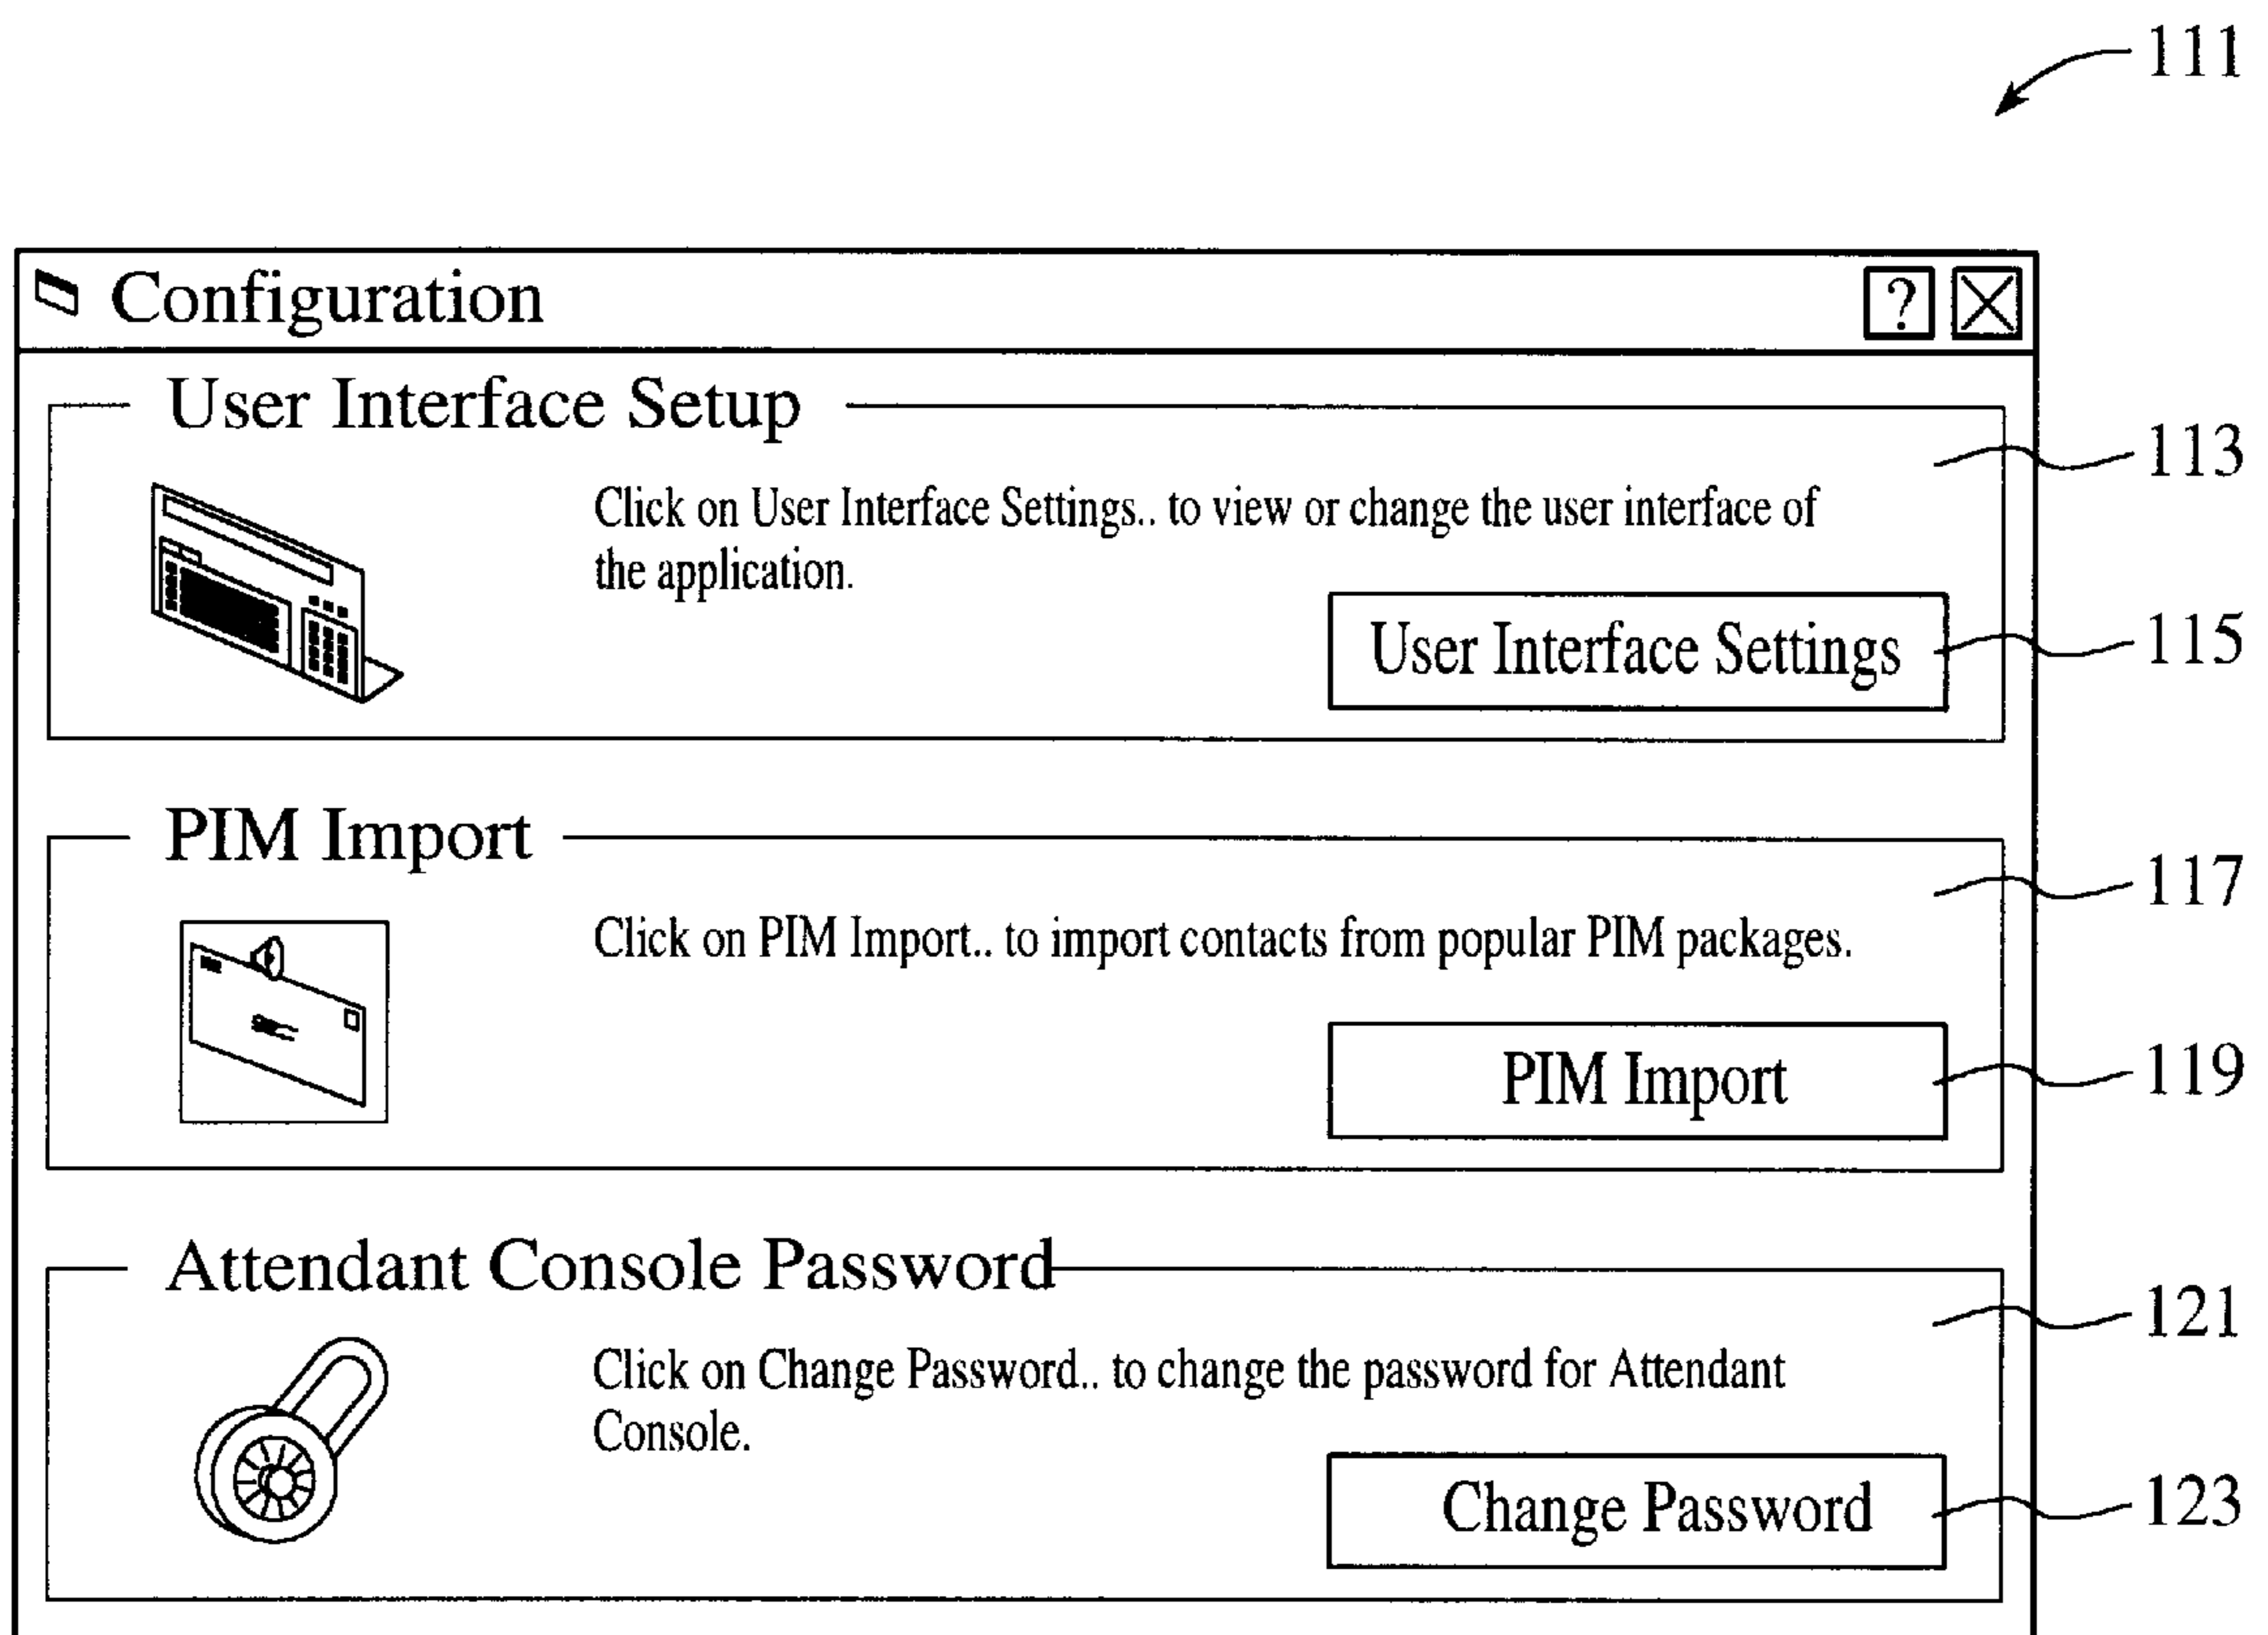 111
Configuration ?
User Interface Setup
113
Click on User Interface Settings.. to view or change the user interface of
the application.
User Interface Settings
115
PIM Import
117
Click on PIM Import.. to import contacts from popular PIM packages.
PIM Import
119
Attendant Console Password
121
Click on Change Password.. to change the password for Attendant
Console.
Change Password
123